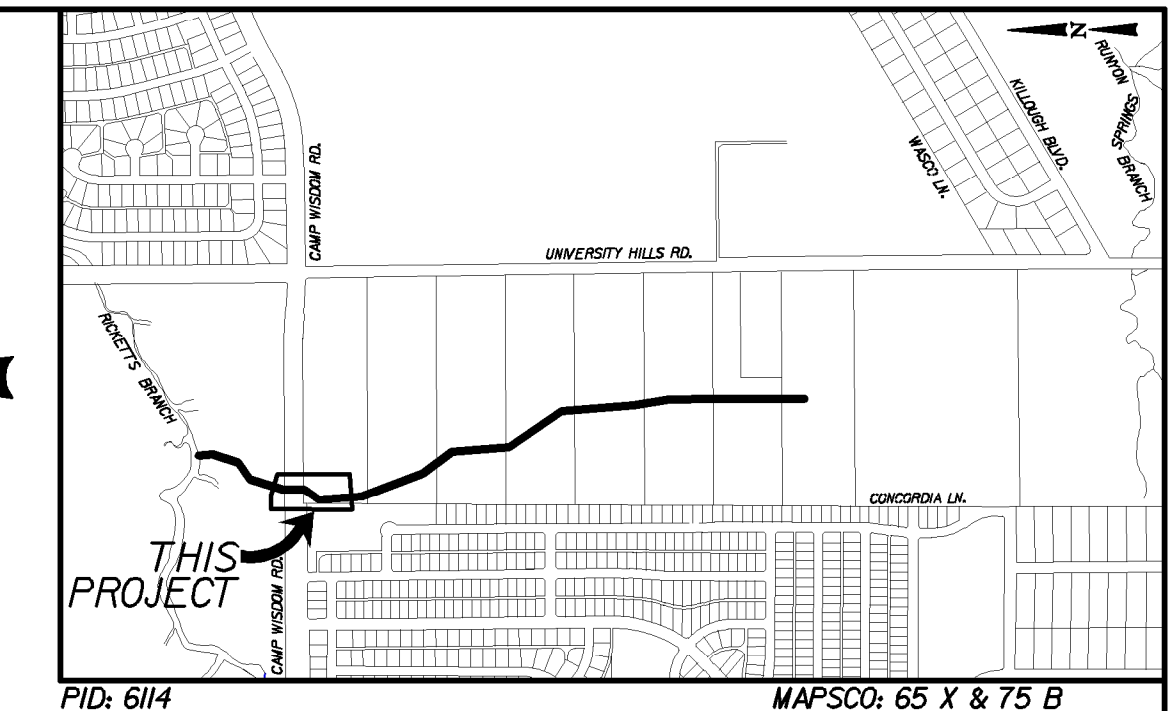 N
RUNYON
SPRINGS
BRANCH
KILLOUGH BLVD.
WASCO LN.
CAMP WISDOM RD.
UNIVERSITY HILLS RD.
RICKETTS
BRANCH
CONCORDIA LN.
THIS
PROJECT
CAMP WISDOM RD.
PID: 6114
MAPSCO: 65 X & 75 B